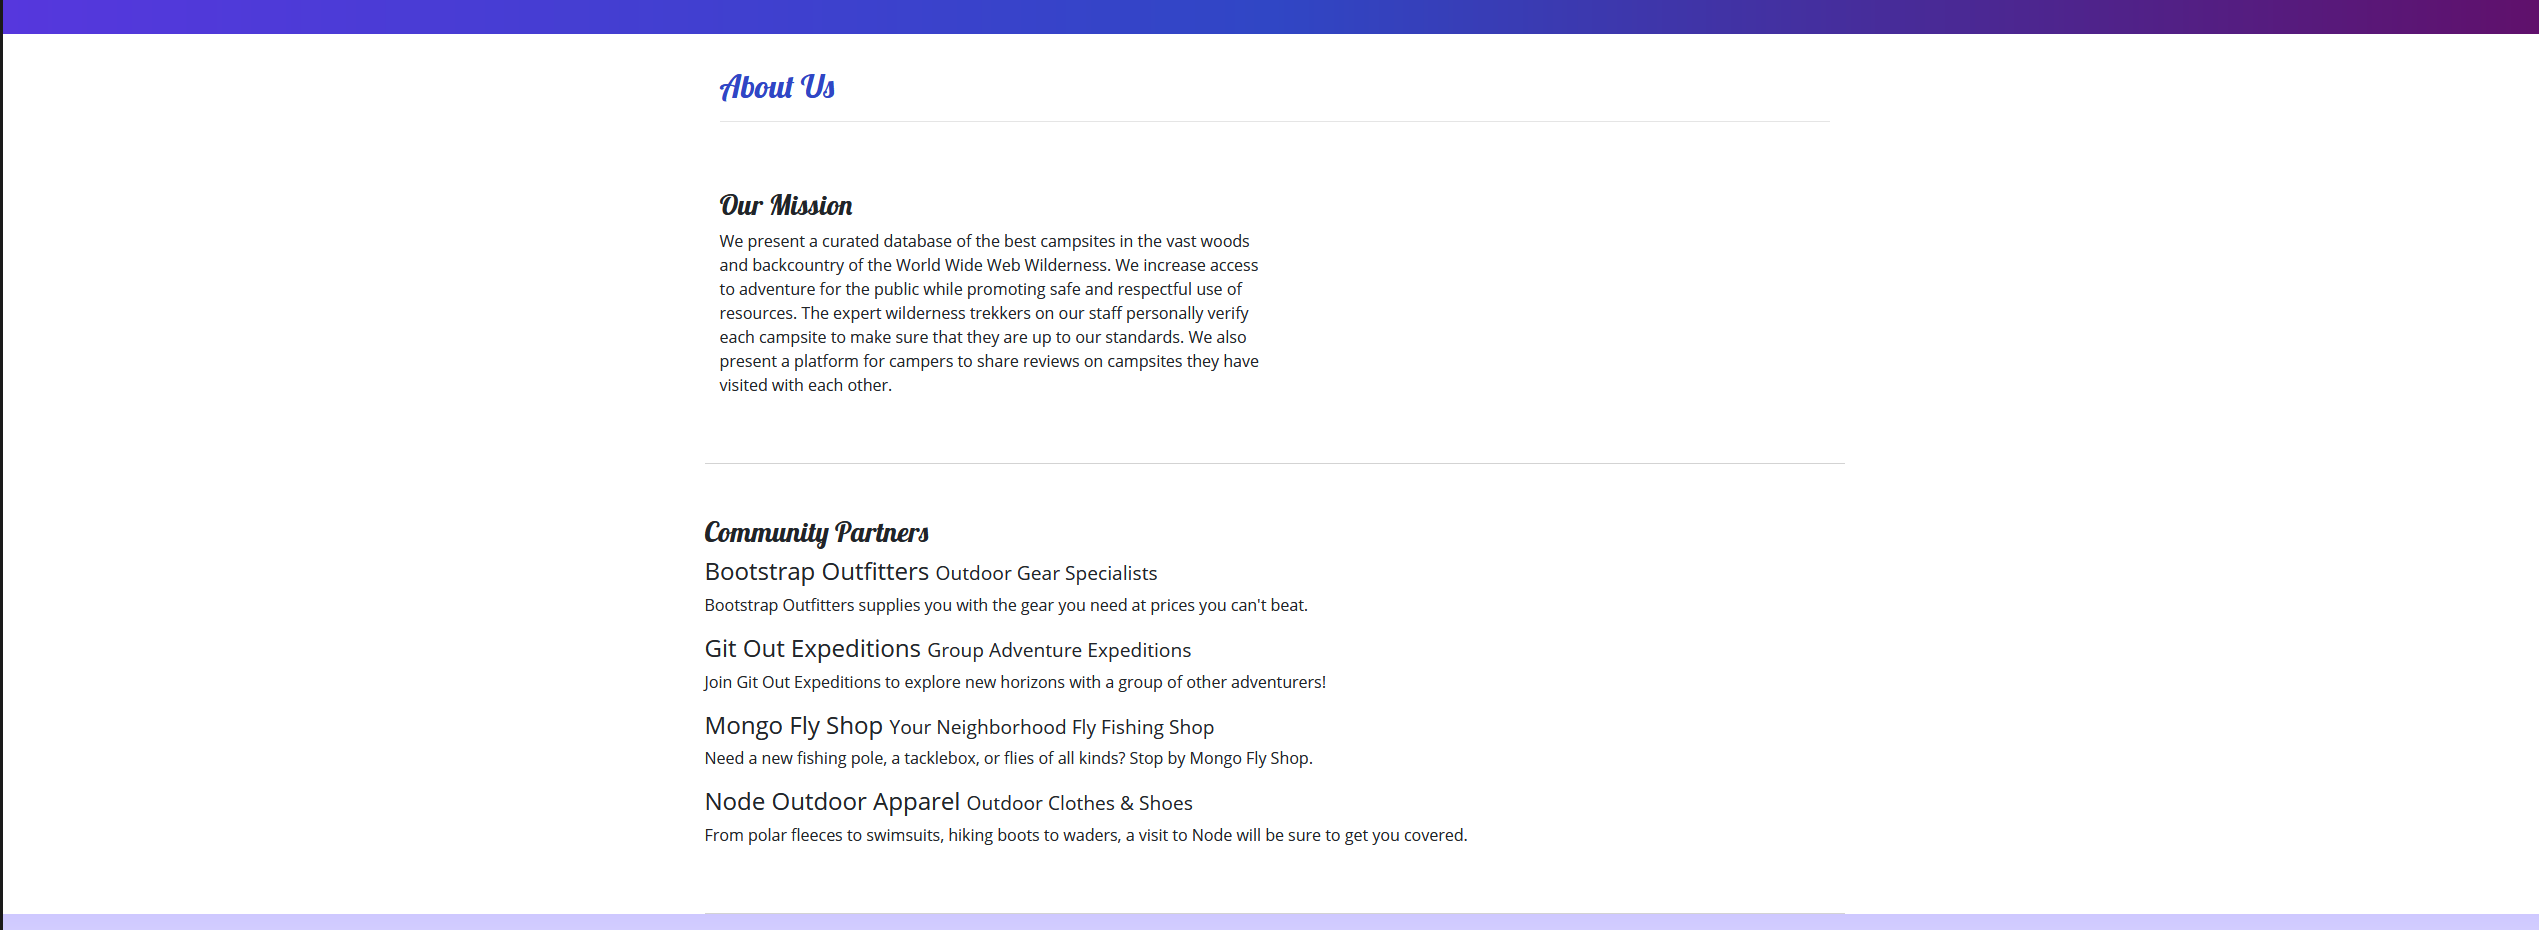 About Us
Our Mission
We present a curated database of the best campsites in the vast woods
and backcountry of the World Wide Web Wilderness. We increase access
to adventure for the public while promoting safe and respectful use of
resources. The expert wilderness trekkers on our staff personally verify
each campsite to make sure that they are up to our standards. We also
present a platform for campers to share reviews on campsites they have
visited with each other.
Community Partners
Bootstrap Outfitters Outdoor Gear Specialists
Bootstrap Outfitters supplies you with the gear you need at prices you can't beat.
Git Out Expeditions Group Adventure Expeditions
Join Git Out Expeditions to explore new horizons with a group of other adventurers!
Mongo Fly Shop Your Neighborhood Fly Fishing Shop
Need a new fishing pole, a tacklebox, or flies of all kinds? Stop by Mongo Fly Shop.
Node Outdoor Apparel Outdoor Clothes & Shoes
From polar fleeces to swimsuits, hiking boots to waders, a visit to Node will be sure to get you covered.